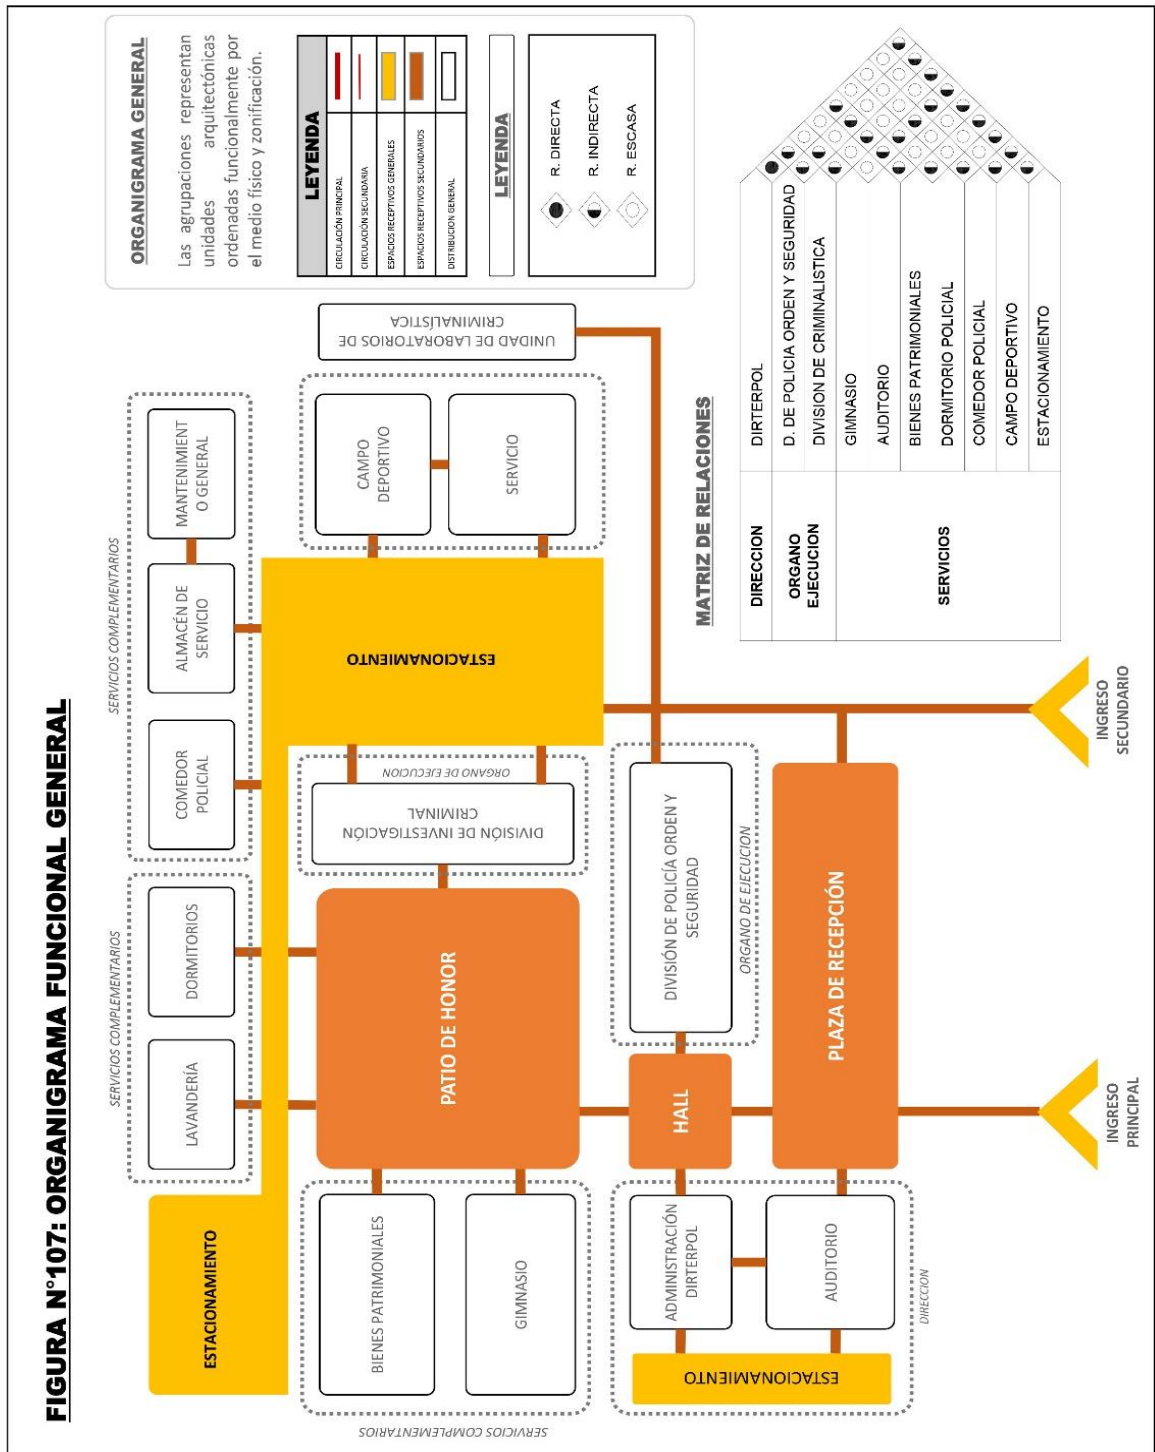 FIGURA N°107: ORGANIGRAMA FUNCIONAL GENERAL
SERVICIOS COMPLEMENTARIOS
LAVANDERÍA
DORMITORIOS
SERVICIOS COMPLEMENTARIOS
COMEDOR
POLICIAL
ALMACÉN DE
SERVICIO
MANTENIMIENT
O GENERAL
ESTACIONAMIENTO
ESTACIONAMIENTO
SERVICIOS COMPLEMENTARIOS
BIENES PATRIMONIALES
GIMNASIO
PATIO DE HONOR
DIVISIÓN DE INVESTIGACIÓN
CRIMINAL
ORGANO DE EJECUCION
CAMPO
DEPORTIVO
SERVICIO
UNIDAD DE LABORATORIOS DE
CRIMINALÍSTICA
ESTACIONAMIENTO
ADMINISTRACIÓN
DIRTERPOL
AUDITORIO
DIRECCION
HALL
DIVISIÓN DE POLICÍA ORDEN Y
SEGURIDAD
ORGANO DE EJECUCION
PLAZA DE RECEPCIÓN
INGRESO
PRINCIPAL
INGRESO
SECUNDARIO
ORGANIGRAMA GENERAL
Las agrupaciones representan
unidades arquitectónicas
ordenadas funcionalmente por
el medio físico y zonificación.
LEYENDA
CIRCULACIÓN PRINCIPAL
CIRCULACIÓN SECUNDARIA
ESPACIOS RECEPTIVOS GENERALES
ESPACIOS RECEPTIVOS SECUNDARIOS
DISTRIBUCION GENERAL
LEYENDA
R. DIRECTA
R. INDIRECTA
R. ESCASA
MATRIZ DE RELACIONES
DIRECCION
DIRTERPOL
ORGANO
EJECUCION
D. DE POLICIA ORDEN Y SEGURIDAD
DIVISION DE CRIMINALISTICA
SERVICIOS
GIMNASIO
AUDITORIO
BIENES PATRIMONIALES
DORMITORIO POLICIAL
COMEDOR POLICIAL
CAMPO DEPORTIVO
ESTACIONAMIENTO